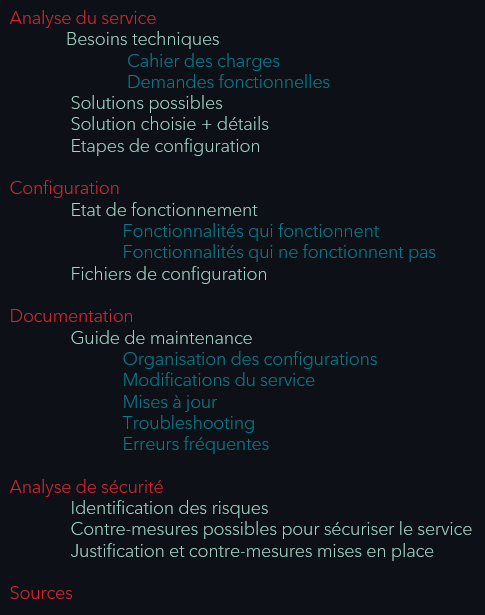 Analyse du service
Besoins techniques
Cahier des charges
Demandes fonctionnelles
Solutions possibles
Solution choisie + détails
Etapes de configuration
Configuration
Etat de fonctionnement
Fonctionnalités qui fonctionnent
Fonctionnalités qui ne fonctionnent pas
Fichiers de configuration
Documentation
Guide de maintenance
Organisation des configurations
Modifications du service
Mises à jour
Troubleshooting
Erreurs fréquentes
Analyse de sécurité
Identification des risques
Contre-mesures possibles pour sécuriser le service
Justification et contre-mesures mises en place
Sources